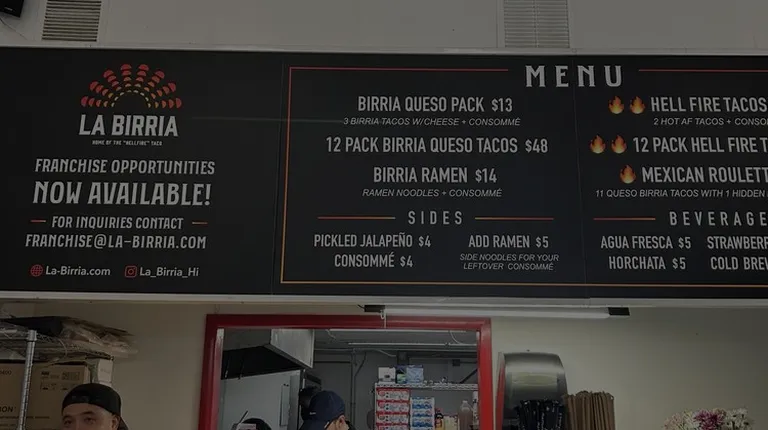 LA BIRRIA
HOME OF THE "HELLFIRE" TACO
FRANCHISE OPPORTUNITIES
NOW AVAILABLE!
FOR INQUIRIES CONTACT
FRANCHISE@LA-BIRRIA.COM
La-Birria.com La_Birria_Hi
MENU
BIRRIA QUESO PACK $13
3 BIRRIA TACOS W/CHEESE + CONSOMMÉ
12 PACK BIRRIA QUESO TACOS $48
BIRRIA RAMEN $14
RAMEN NOODLES + CONSOMMÉ
SIDES
PICKLED JALAPEÑO $4
CONSOMMÉ $4
ADD RAMEN $5
SIDE NOODLES FOR YOUR
LEFTOVER CONSOMMÉ
HELL FIRE TACOS
2 HOT AF TACOS + CONSO
12 PACK HELL FIRE T
MEXICAN ROULETT
11 QUESO BIRRIA TACOS WITH 1 HIDDEN
BEVERAGE
AGUA FRESCA $5
HORCHATA $5
STRAWBERR
COLD BREW